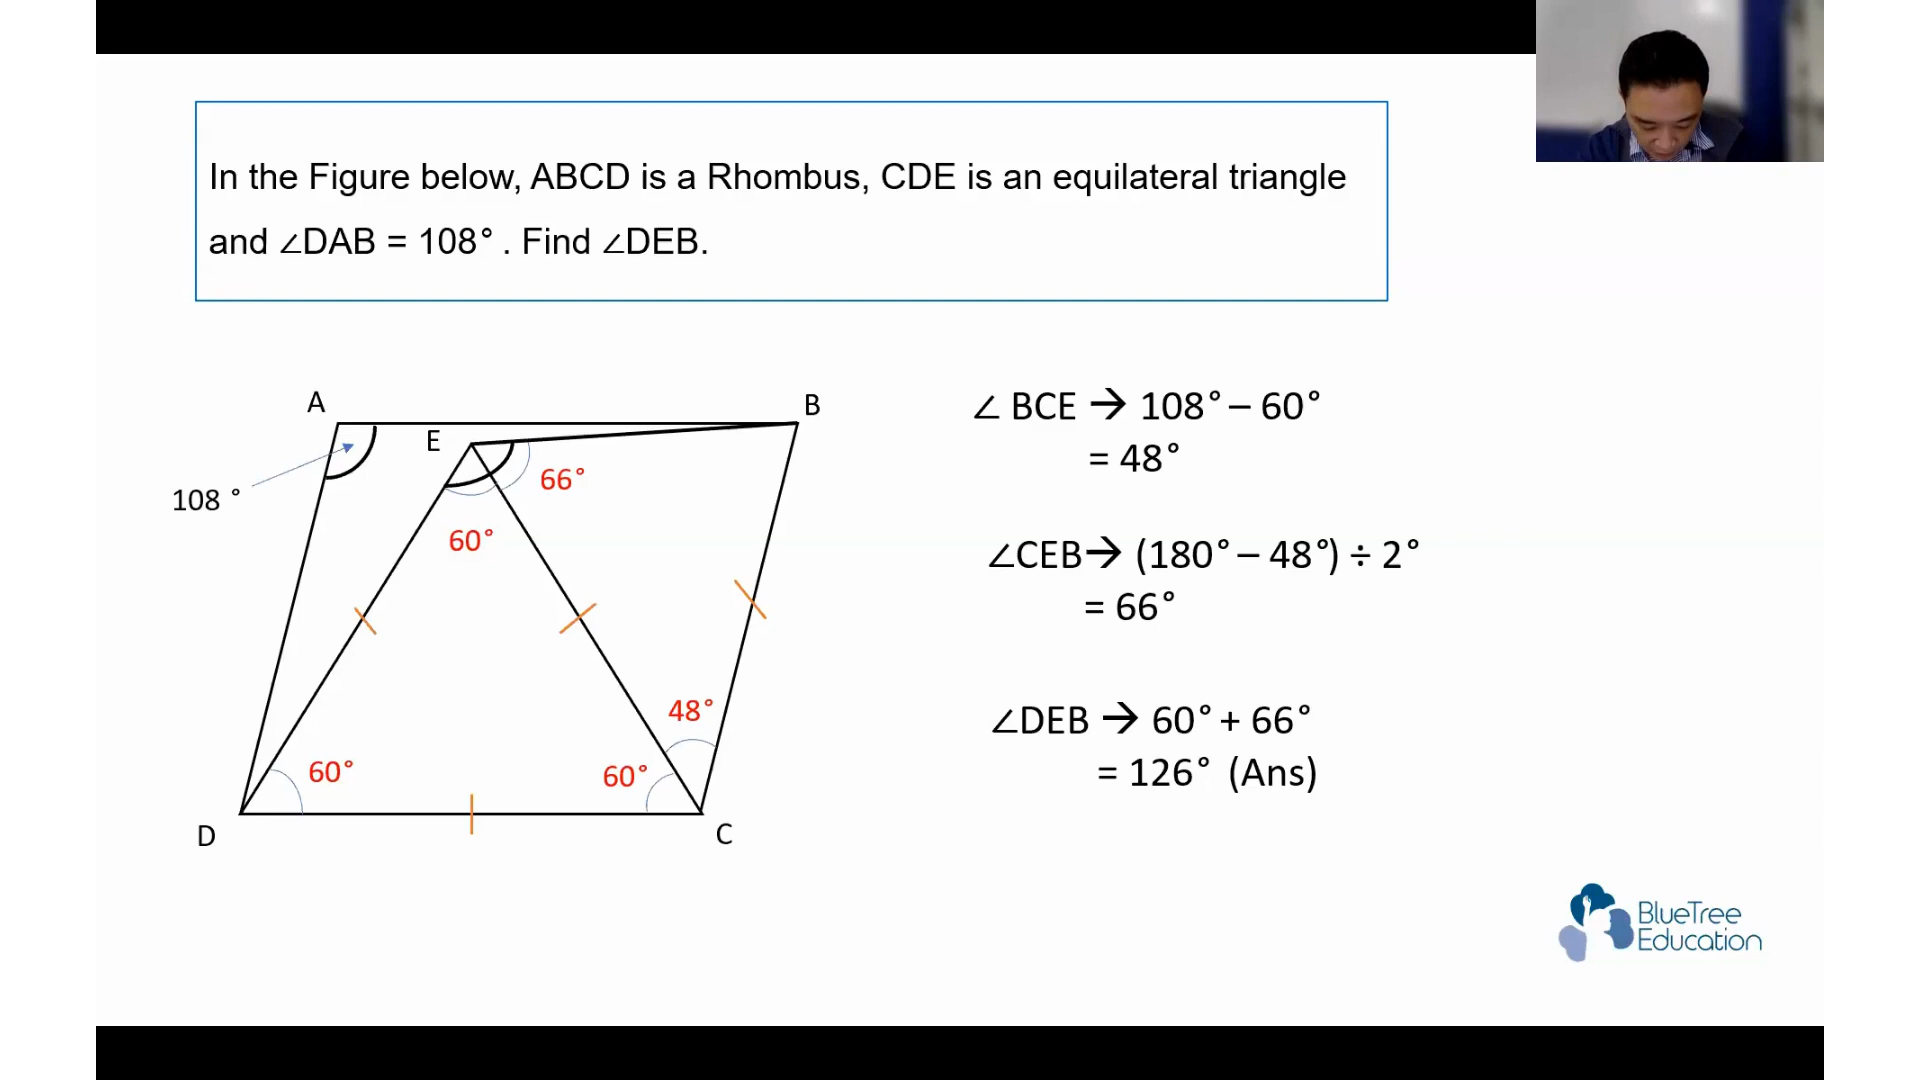 In the Figure below, ABCD is a Rhombus, CDE is an equilateral triangle
and ∠DAB = 108° . Find ∠DEB.
A
B
E
108 °
66°
60°
48°
60°
60°
D
C
∠ BCE → 108° – 60°
= 48°
∠CEB→ (180° – 48°) ÷ 2°
= 66°
∠DEB → 60° + 66°
= 126° (Ans)
BlueTree
Education